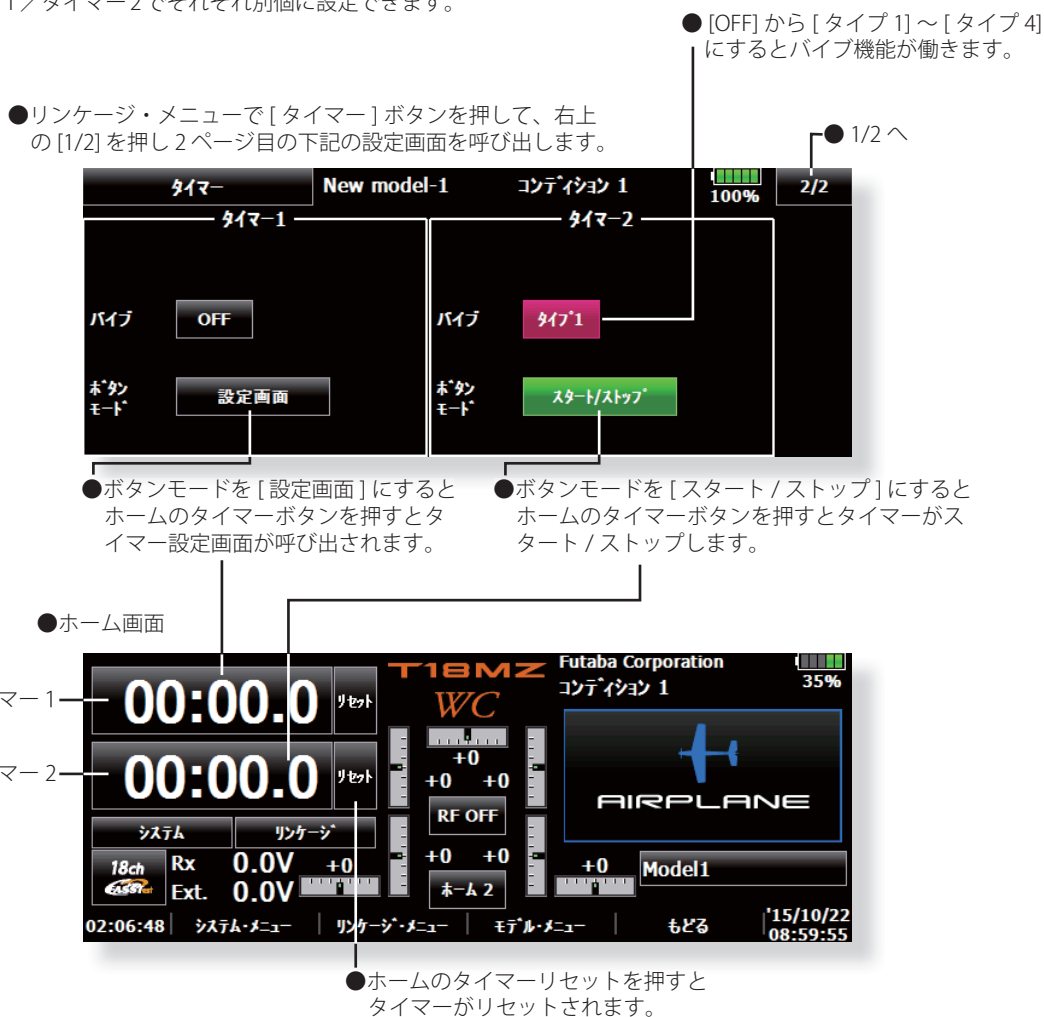 1／タイマー2でそれぞれ別個に設定できます。
● [OFF] から [ タイプ 1] ～ [ タイプ 4]
にするとバイブ機能が働きます。
●リンケージ・メニューで [ タイマー ] ボタンを押して、右上
の [1/2] を押し 2 ページ目の下記の設定画面を呼び出します。
● 1/2 へ
タイマー New model-1 コンディション 1 100% 2/2
タイマー1 タイマー2
バイブ OFF バイブ タイプ1
ボタン
モード 設定画面 ボタン
モード スタート/ストップ
●ボタンモードを [ 設定画面 ] にすると
ホームのタイマーボタンを押すとタ
イマー設定画面が呼び出されます。
●ボタンモードを [ スタート / ストップ ] にすると
ホームのタイマーボタンを押すとタイマーがス
タート / ストップします。
●ホーム画面
マー 1
00:00.0 リセット
マー 2
00:00.0 リセット
システム リンケージ
18ch
FASSTest
Rx 0.0V
Ext. 0.0V
+0
T18MZ
WC
+0
+0 +0
RF OFF
+0 +0
ホーム 2
Futaba Corporation
コンディション 1
35%
AIRPLANE
+0
Model1
02:06:48 システム・メニュー リンケージ・メニュー モデル・メニュー もどる '15/10/22
08:59:55
●ホームのタイマーリセットを押すと
タイマーがリセットされます。